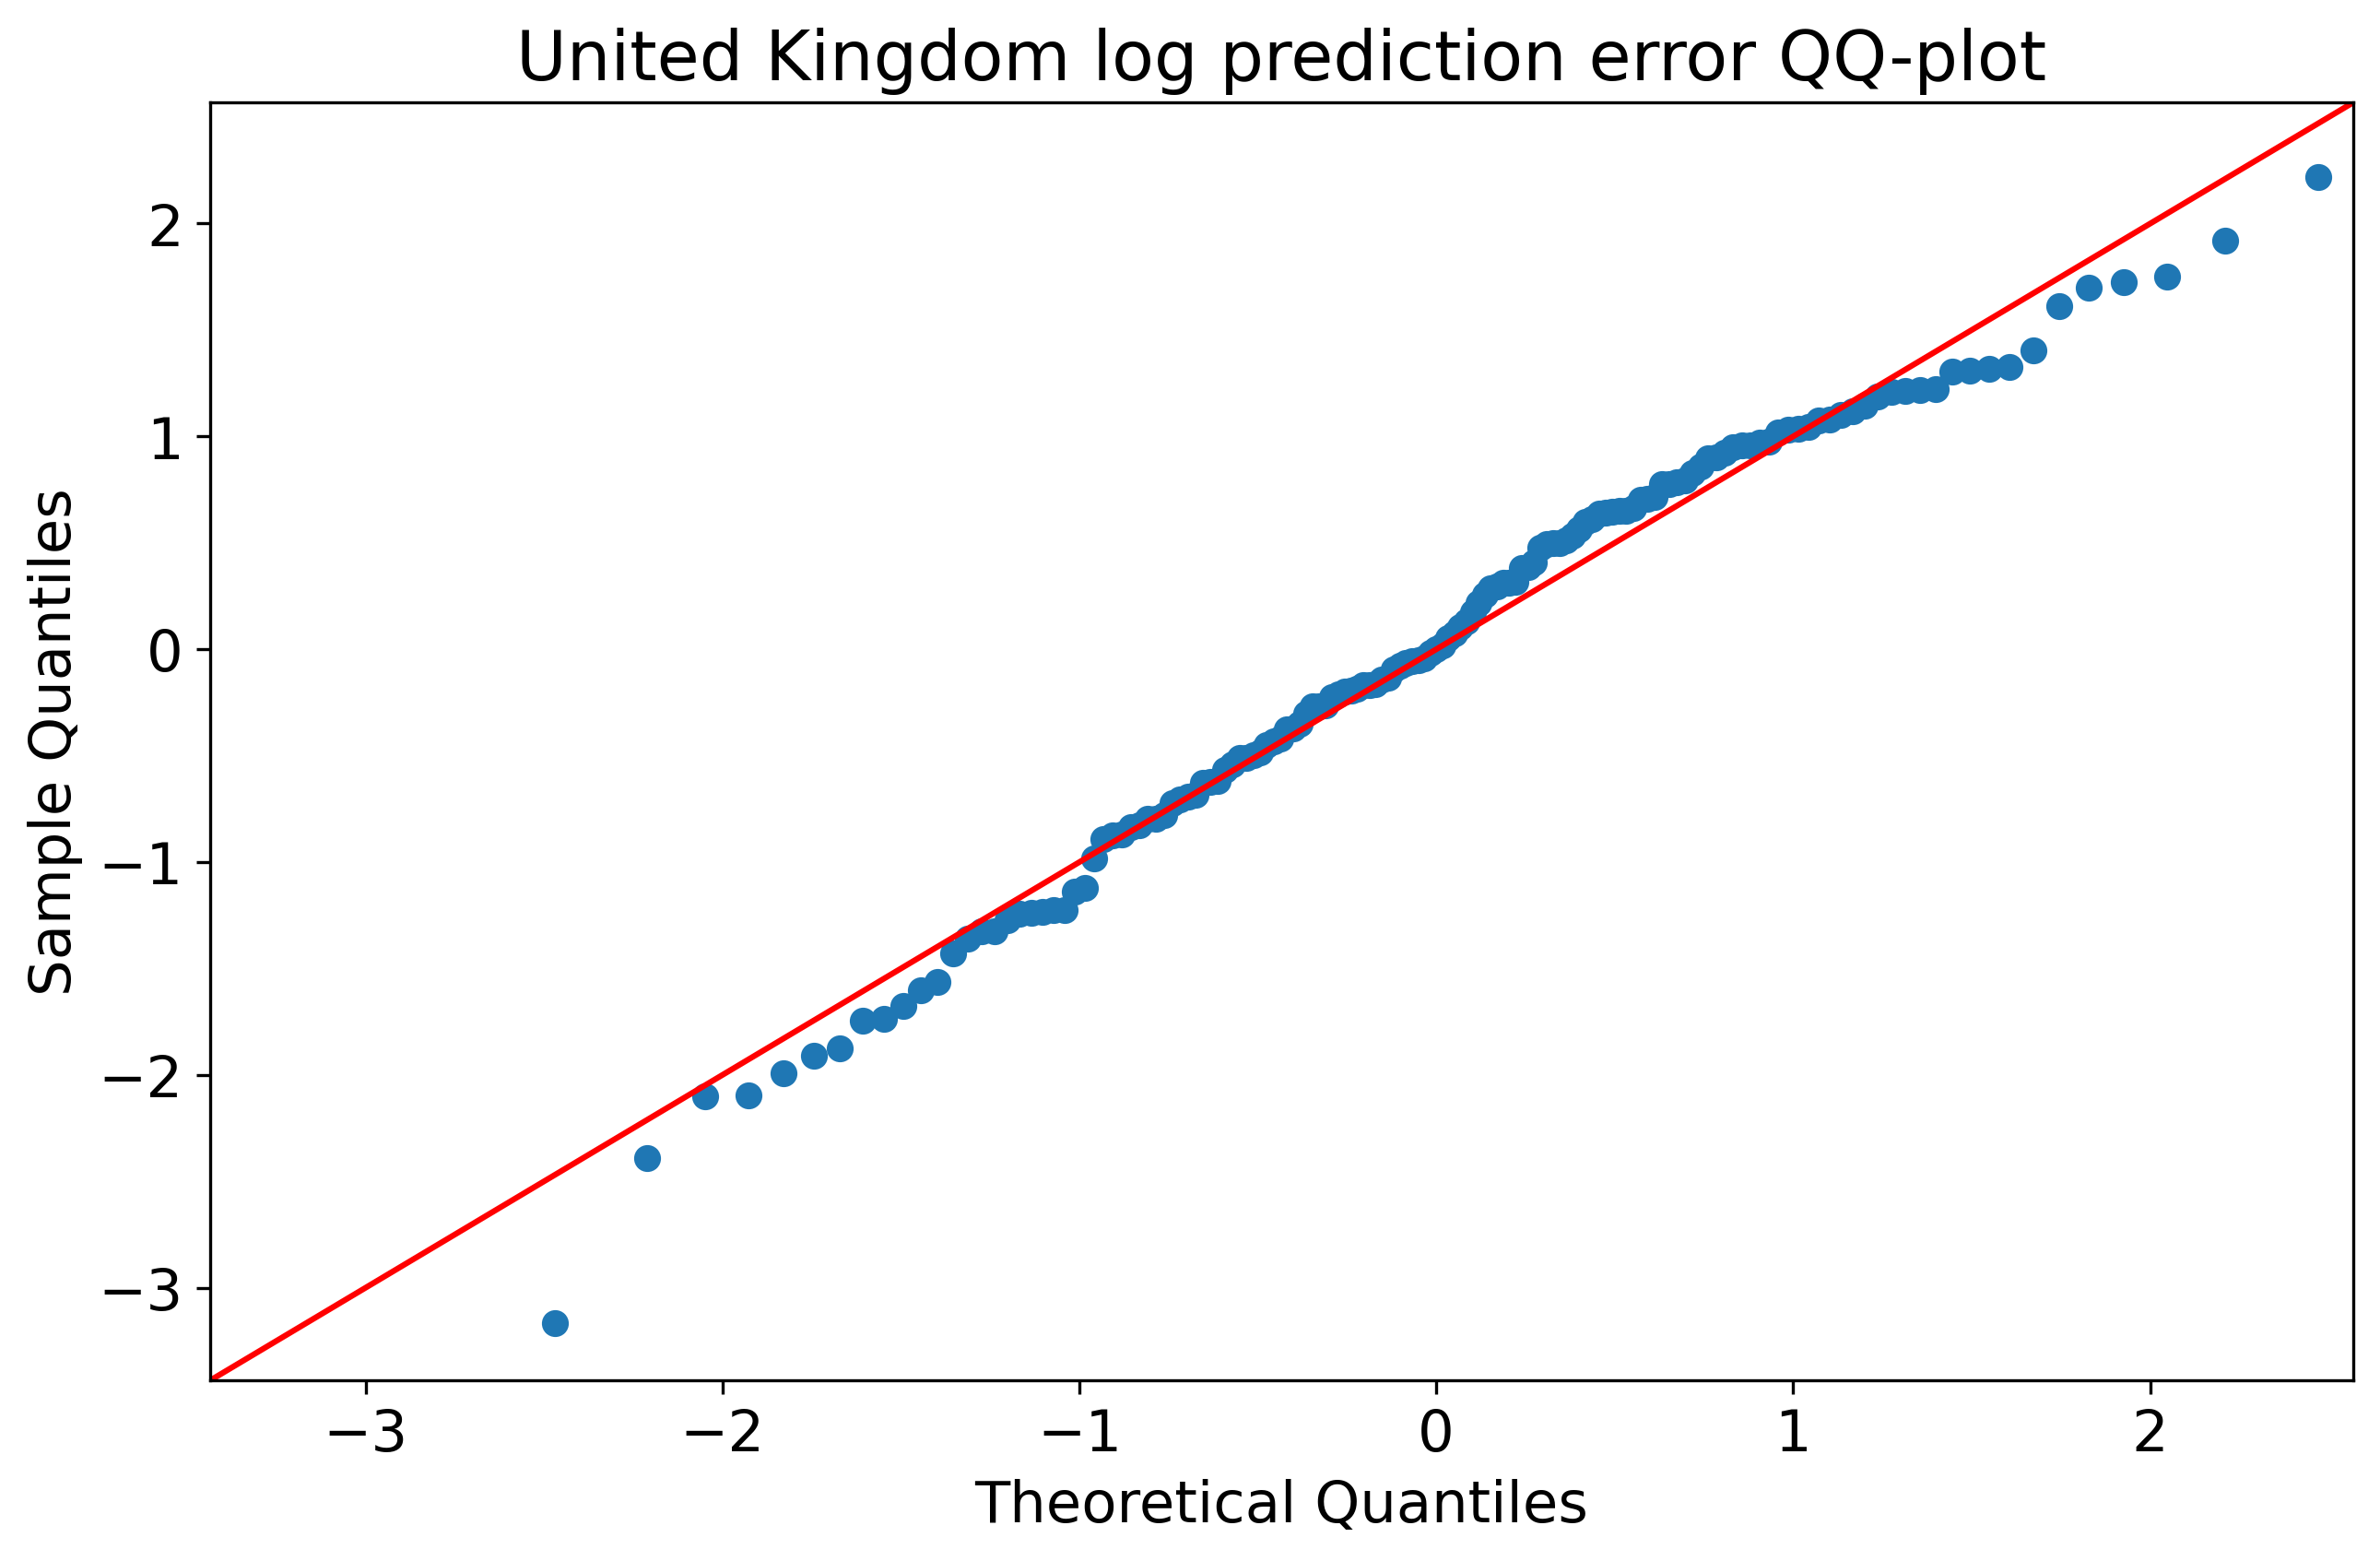 United Kingdom log prediction error QQ-plot
2
1
0
−1
−2
−3
Sample Quantiles
−3 −2 −1 0 1 2
Theoretical Quantiles